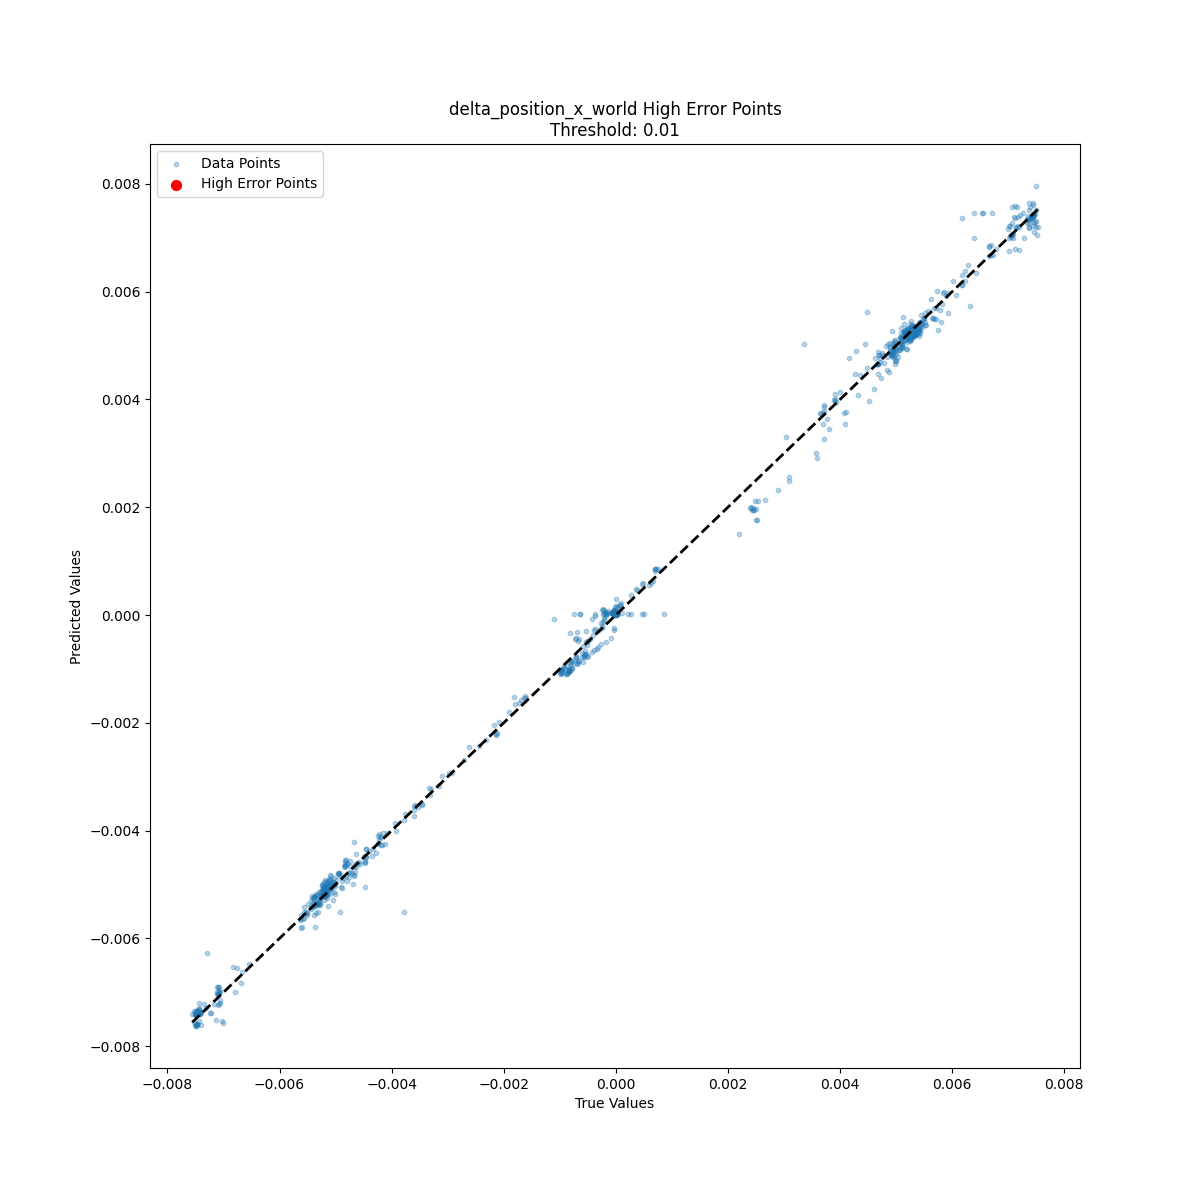 delta_position_x_world High Error Points
Threshold: 0.01
Data Points
High Error Points
0.008
0.006
0.004
0.002
0.000
−0.002
−0.004
−0.006
−0.008
Predicted Values
−0.008 −0.006 −0.004 −0.002 0.000 0.002 0.004 0.006 0.008
True Values